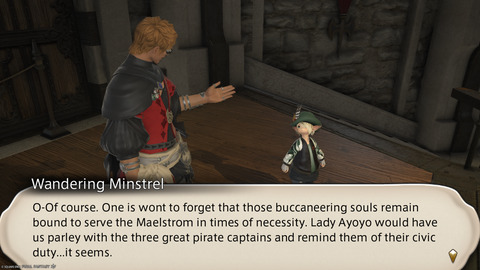 Wandering Minstrel
O-Of course. One is wont to forget that those buccaneering souls remain
bound to serve the Maelstrom in times of necessity. Lady Ayoyo would have
us parley with the three great pirate captains and remind them of their civic
duty...it seems.